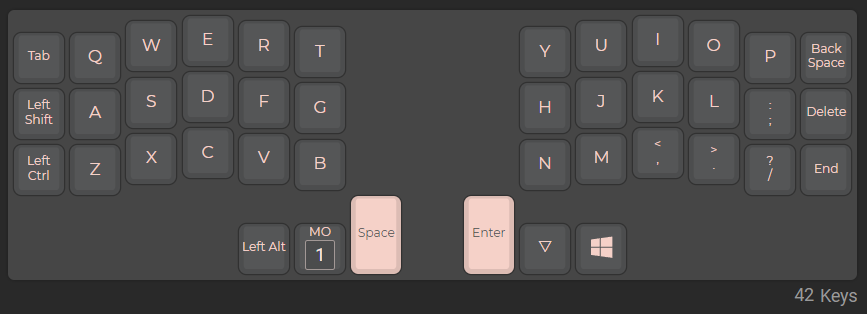 Tab Q W E R T Y U I O P Back Space
Left Shift A S D F G H J K L : ; Delete
Left Ctrl Z X C V B N M < , > . ? / End
Left Alt MO 1 Space Enter ▽
42 Keys